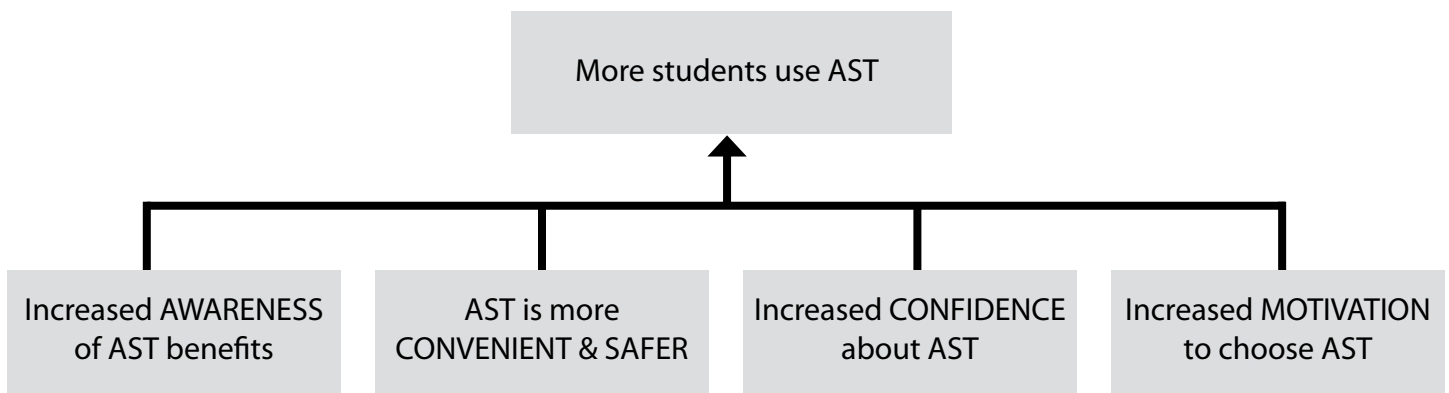 More students use AST
Increased AWARENESS
of AST benefits
AST is more
CONVENIENT & SAFER
Increased CONFIDENCE
about AST
Increased MOTIVATION
to choose AST